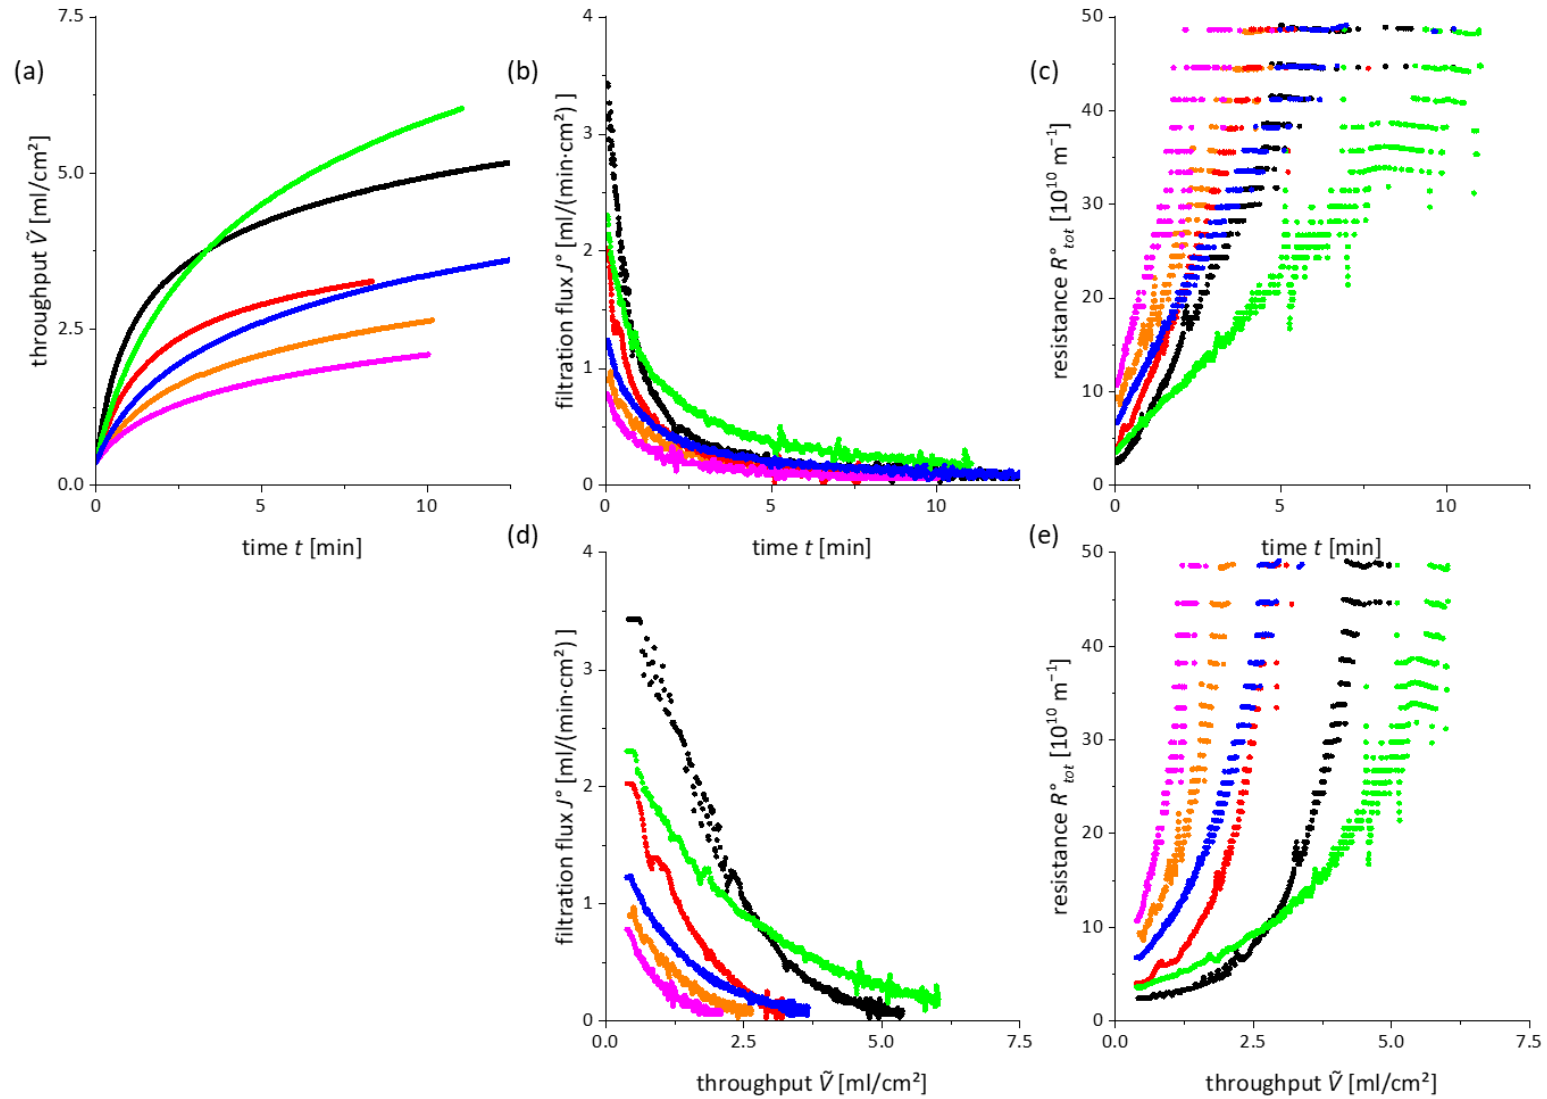 (a)
7.5
5.0
2.5
0.0
throughput Ṽ [ml/cm²]
0
5
10
time t [min]
(b)
4
3
2
1
0
filtration flux J° [ml/(min·cm²) ]
0
5
10
time t [min]
(c)
50
40
30
20
10
0
resistance R°tot [10¹⁰ m⁻¹]
0
5
10
time t [min]
(d)
4
3
2
1
0
filtration flux J° [ml/(min·cm²) ]
0.0
2.5
5.0
7.5
throughput Ṽ [ml/cm²]
(e)
50
40
30
20
10
0
resistance R°tot [10¹⁰ m⁻¹]
0.0
2.5
5.0
7.5
throughput Ṽ [ml/cm²]